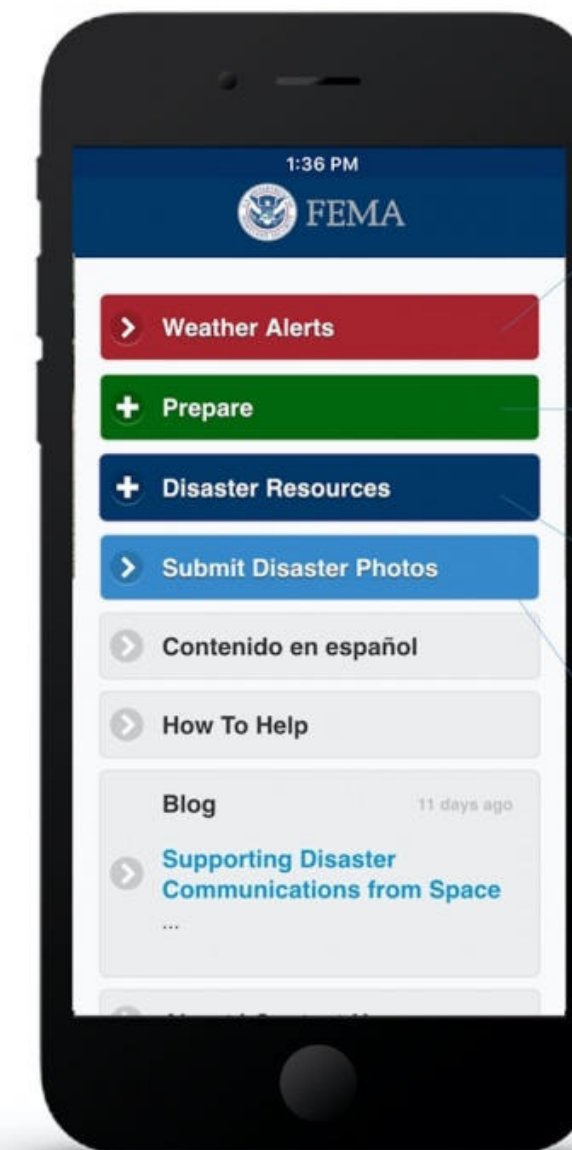 1:36 PM
FEMA
Weather Alerts
Prepare
Disaster Resources
Submit Disaster Photos
Contenido en español
How To Help
Blog
11 days ago
Supporting Disaster
Communications from Space
...